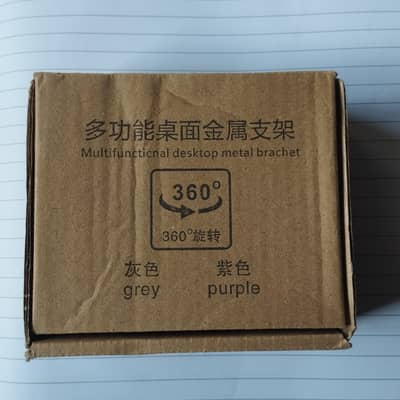 多功能桌面金属支架
Multifuncticnal desktop metal brachet
360°
360°旋转
灰色 紫色
grey purple